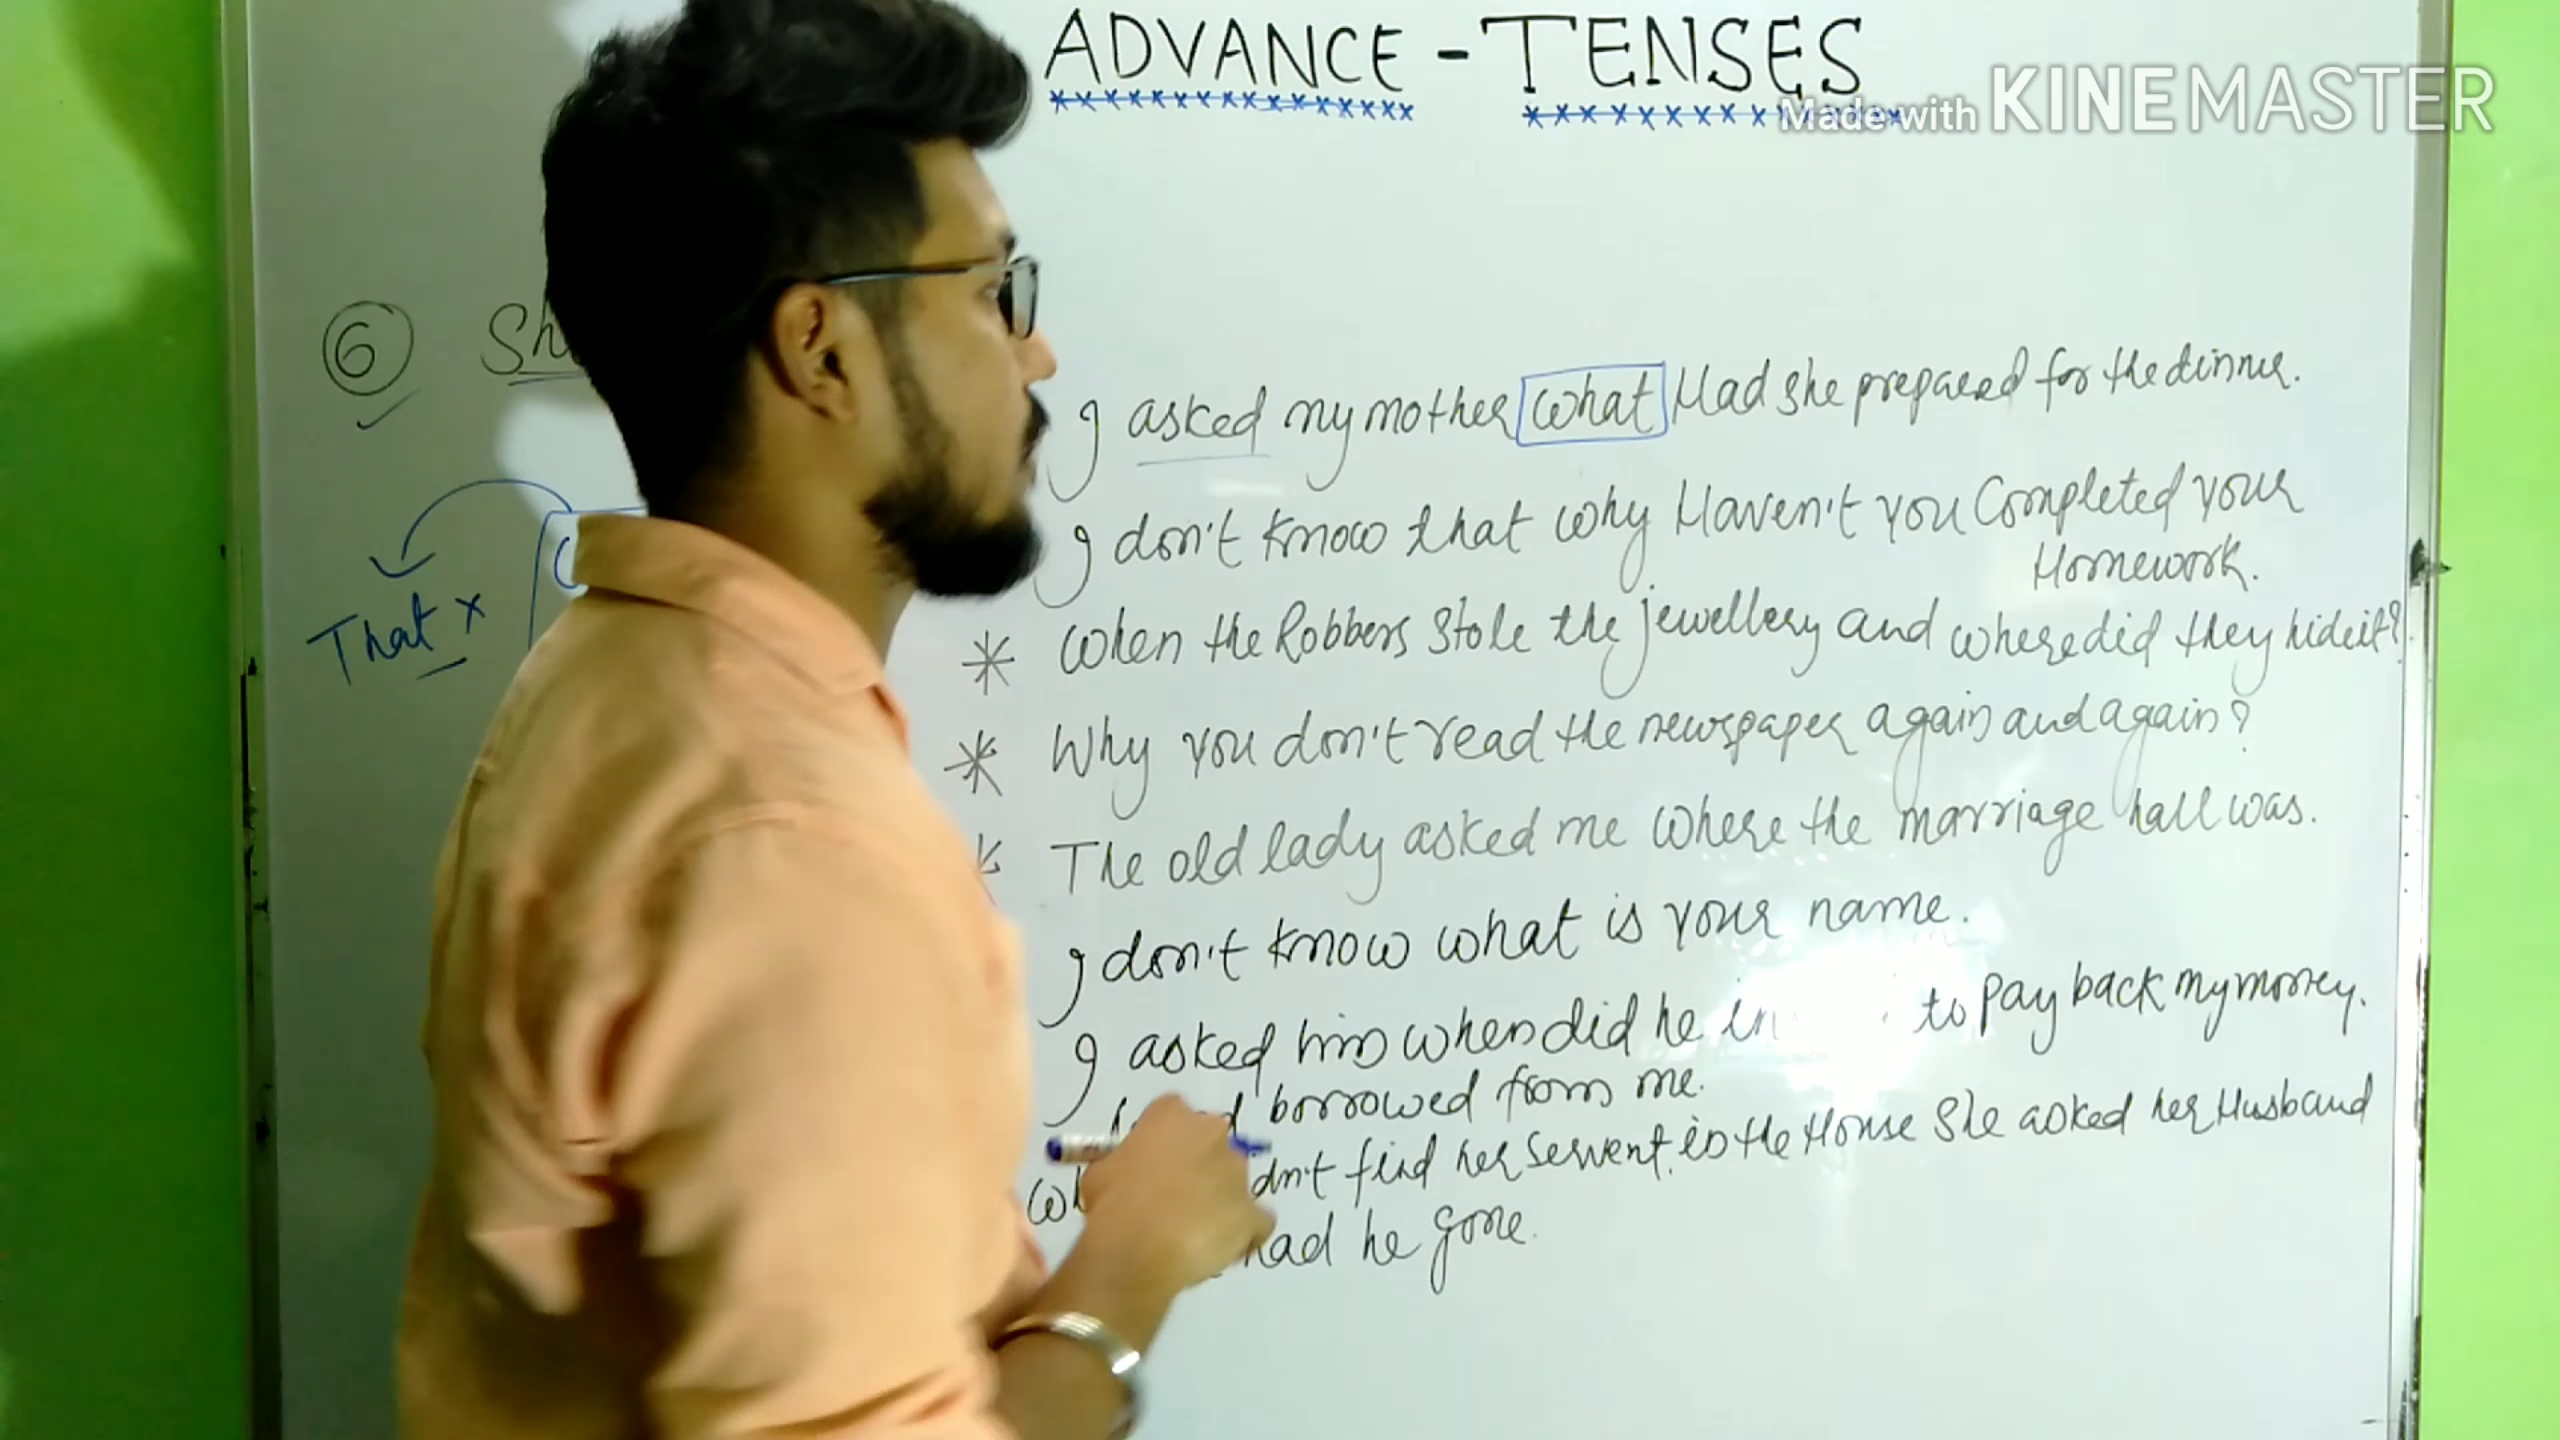 ADVANCE - TENSES
Made with KINEMASTER
6
That x
I asked my mother what Had she prepared for the dinner.
I don't know that why Haven't you Completed your
Homework.
* When the Robbers Stole the jewellery and where did they hide it?
* Why you don't read the newspaper again and again?
* The old lady asked me where the marriage hall was.
I don't know what is your name.
I asked him when did he to pay back my money.
borrowed from me.
find her Servent in the House She asked her Husband
had he gone.